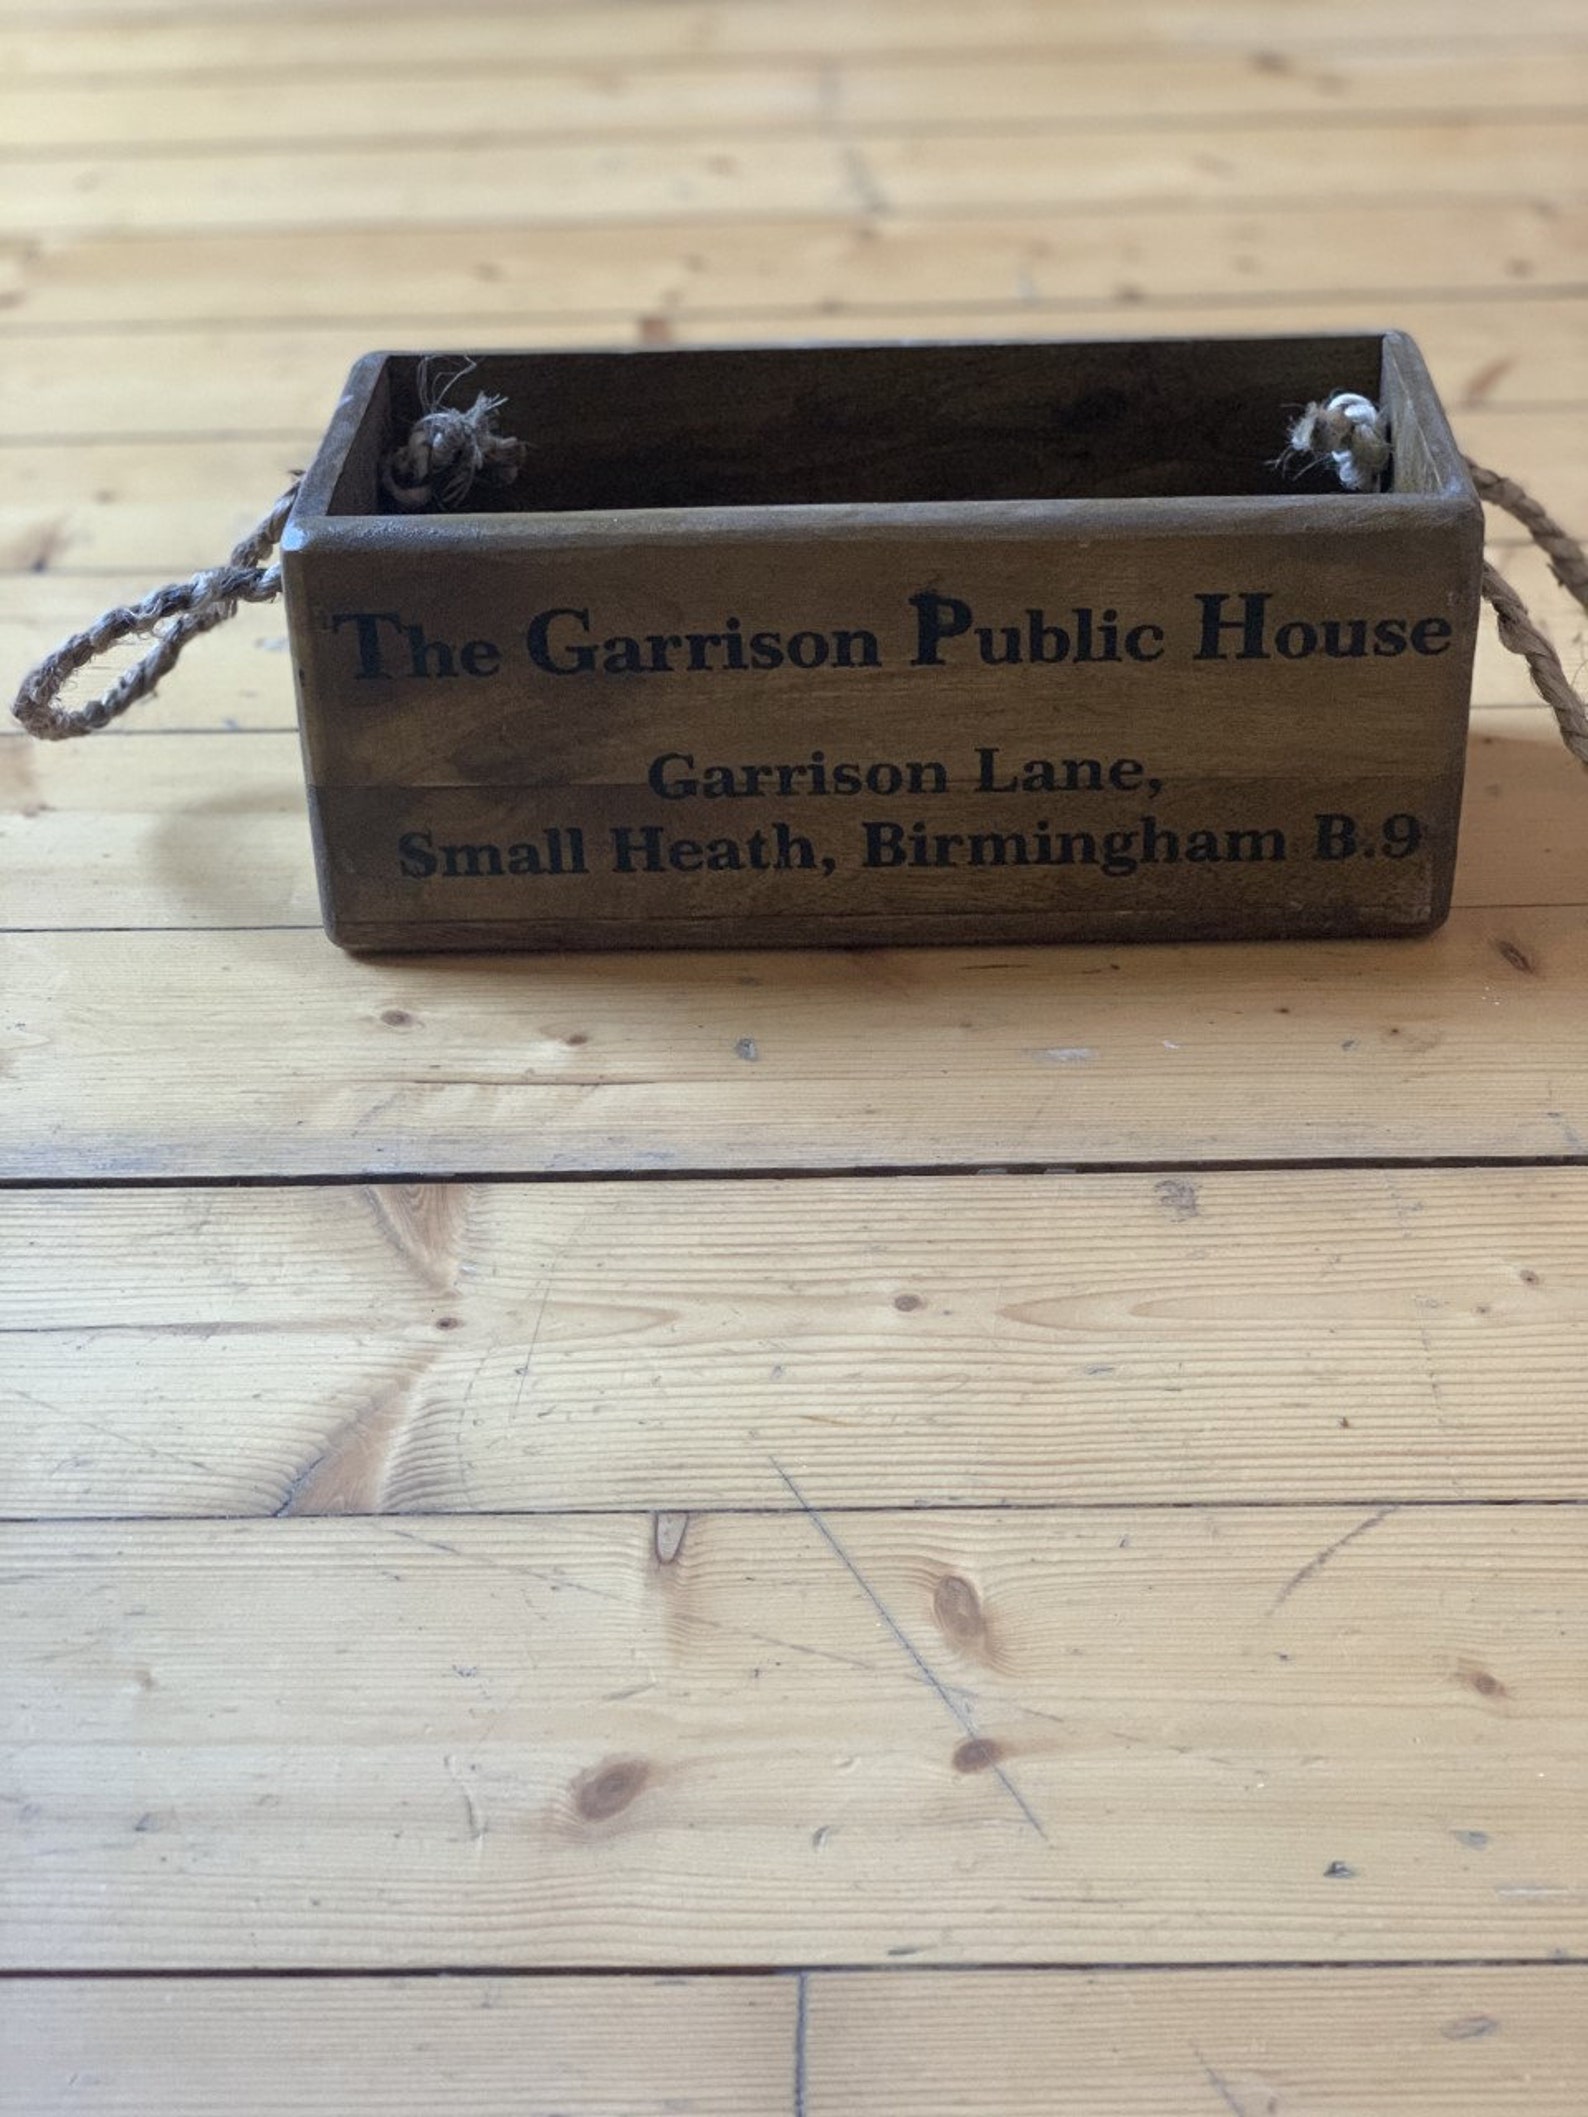 The Garrison Public House
Garrison Lane,
Small Heath, Birmingham B.9